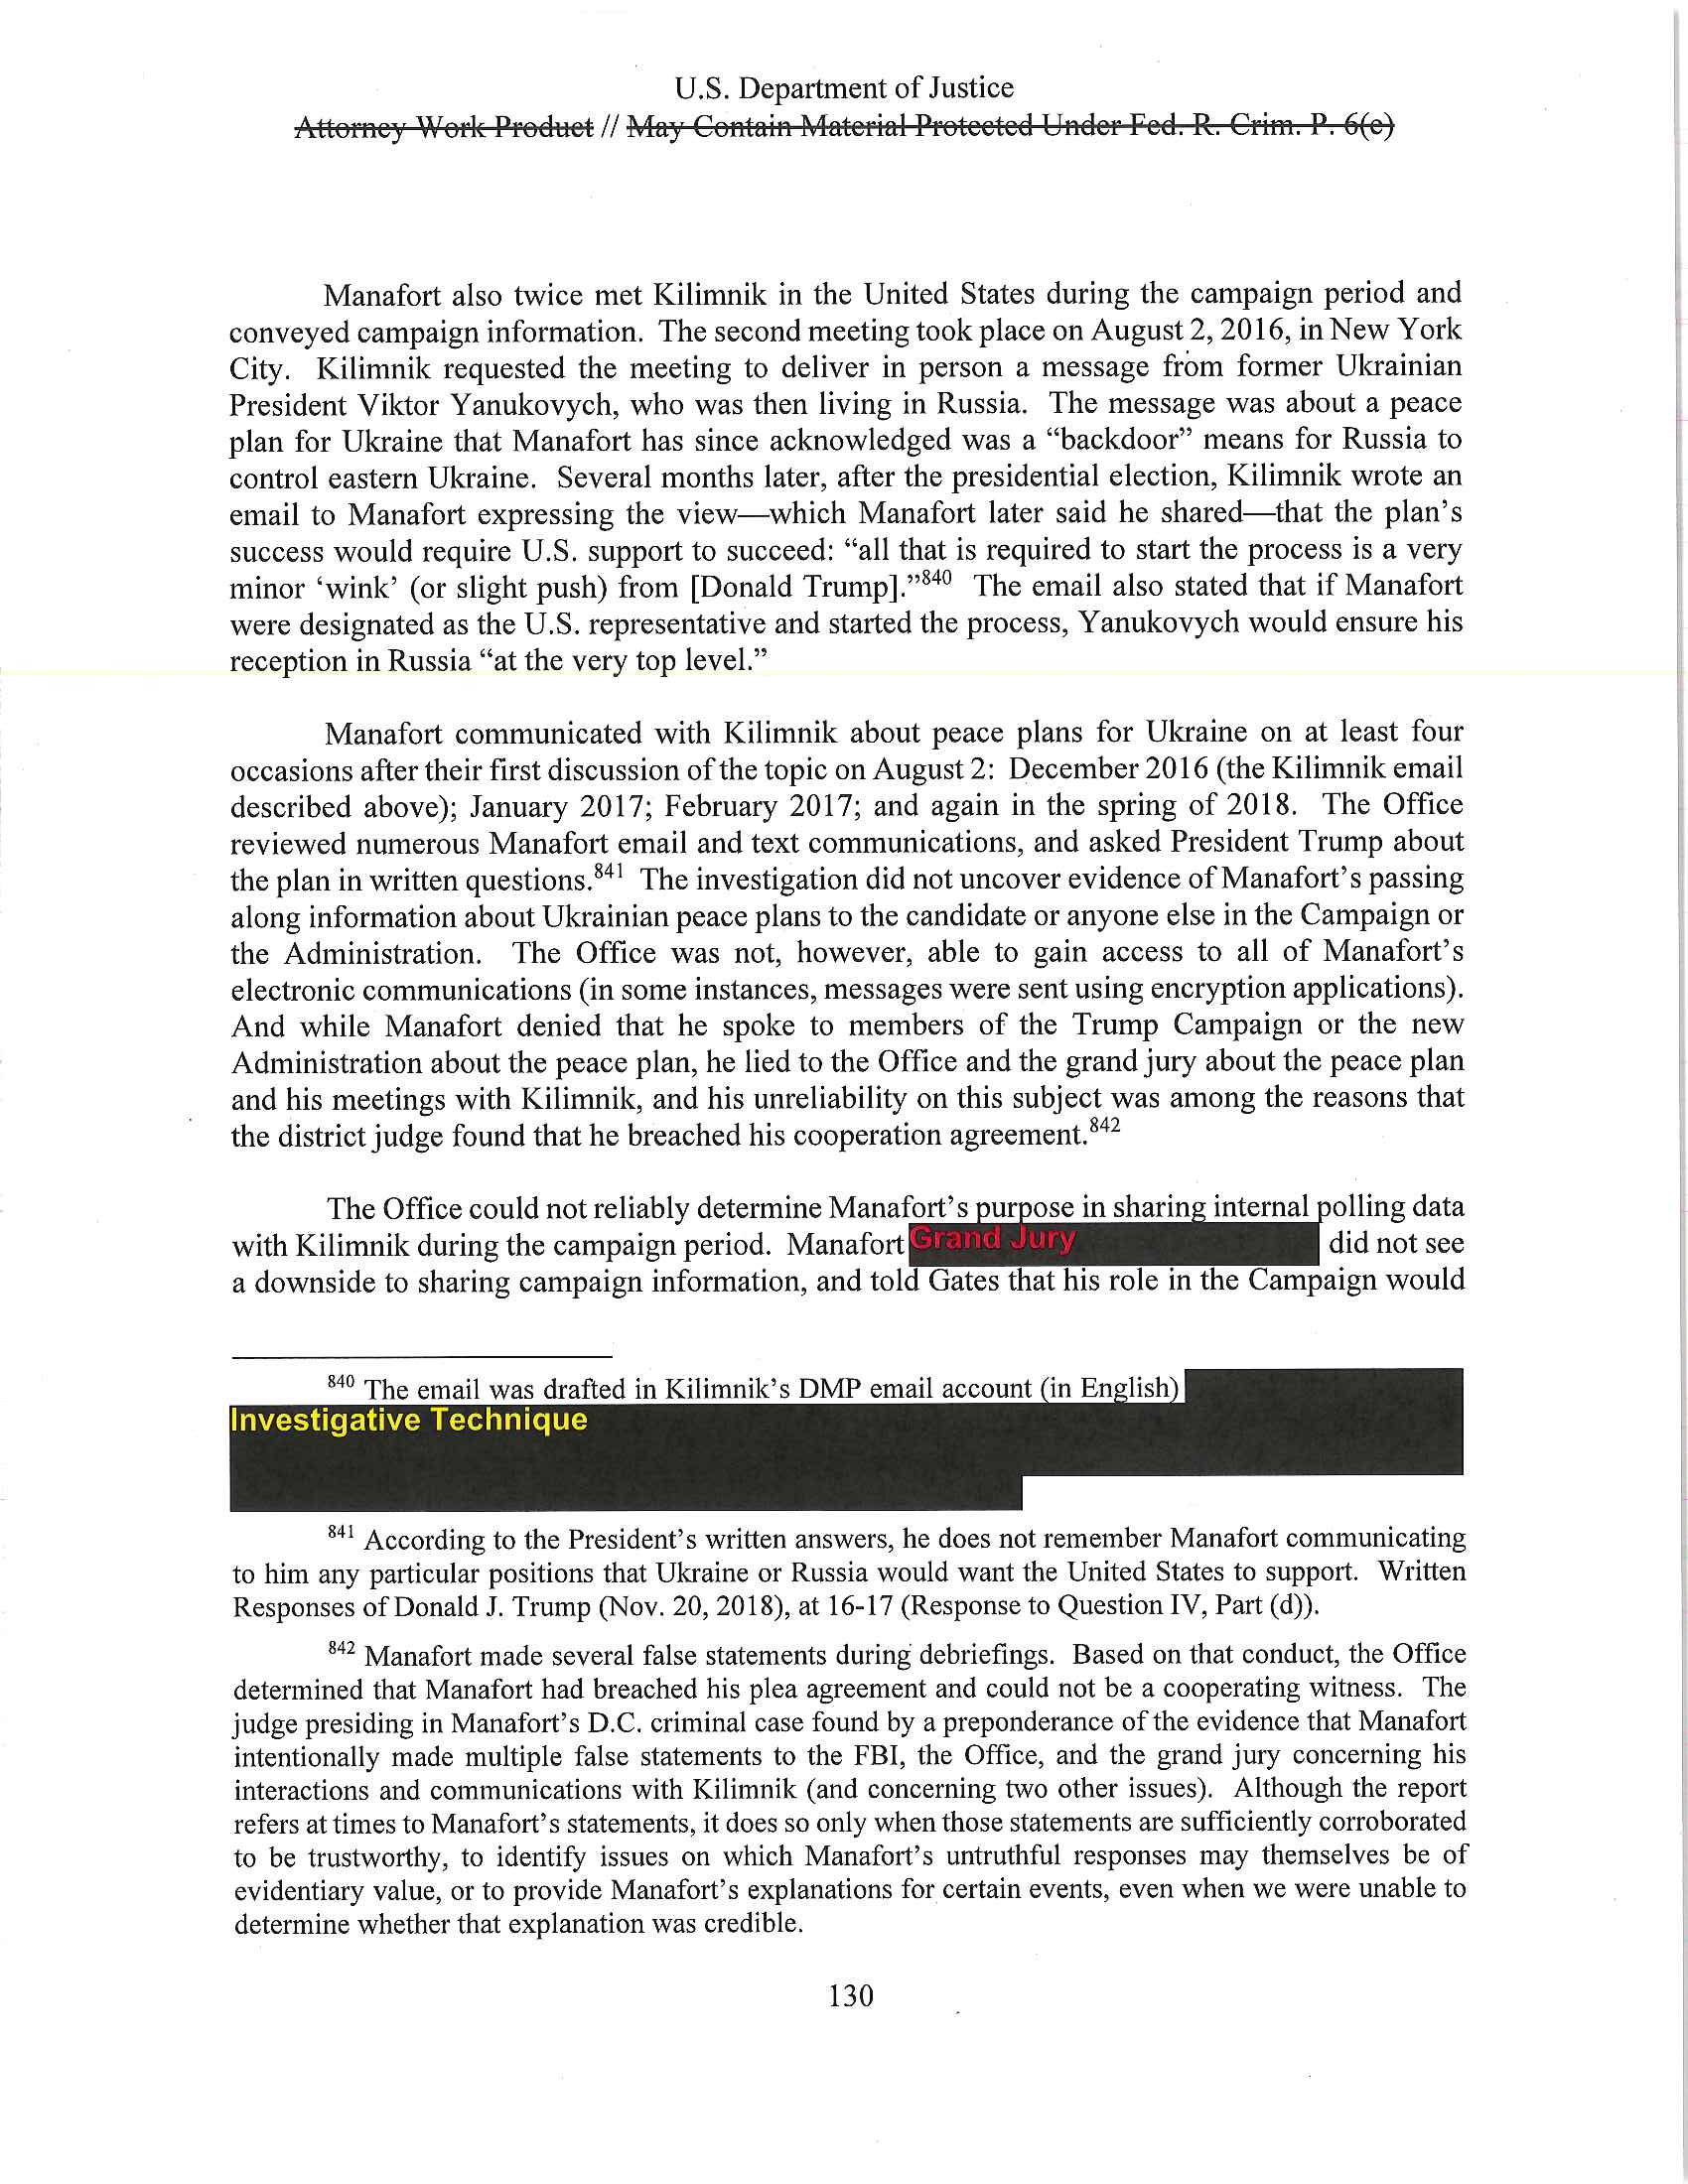 U.S. Department of Justice
Attorney Work Product // May Contain Material Protected Under Fed. R. Crim. P. 6(e)
Manafort also twice met Kilimnik in the United States during the campaign period and
conveyed campaign information. The second meeting took place on August 2, 2016, in New York
City. Kilimnik requested the meeting to deliver in person a message from former Ukrainian
President Viktor Yanukovych, who was then living in Russia. The message was about a peace
plan for Ukraine that Manafort has since acknowledged was a “backdoor” means for Russia to
control eastern Ukraine. Several months later, after the presidential election, Kilimnik wrote an
email to Manafort expressing the view—which Manafort later said he shared—that the plan’s
success would require U.S. support to succeed: “all that is required to start the process is a very
minor ‘wink’ (or slight push) from [Donald Trump].”840 The email also stated that if Manafort
were designated as the U.S. representative and started the process, Yanukovych would ensure his
reception in Russia “at the very top level.”
Manafort communicated with Kilimnik about peace plans for Ukraine on at least four
occasions after their first discussion of the topic on August 2: December 2016 (the Kilimnik email
described above); January 2017; February 2017; and again in the spring of 2018. The Office
reviewed numerous Manafort email and text communications, and asked President Trump about
the plan in written questions.841 The investigation did not uncover evidence of Manafort’s passing
along information about Ukrainian peace plans to the candidate or anyone else in the Campaign or
the Administration. The Office was not, however, able to gain access to all of Manafort’s
electronic communications (in some instances, messages were sent using encryption applications).
And while Manafort denied that he spoke to members of the Trump Campaign or the new
Administration about the peace plan, he lied to the Office and the grand jury about the peace plan
and his meetings with Kilimnik, and his unreliability on this subject was among the reasons that
the district judge found that he breached his cooperation agreement.842
The Office could not reliably determine Manafort’s purpose in sharing internal polling data
with Kilimnik during the campaign period. Manafort Grand Jury did not see
a downside to sharing campaign information, and told Gates that his role in the Campaign would
840 The email was drafted in Kilimnik’s DMP email account (in English)
Investigative Technique
841 According to the President’s written answers, he does not remember Manafort communicating
to him any particular positions that Ukraine or Russia would want the United States to support. Written
Responses of Donald J. Trump (Nov. 20, 2018), at 16-17 (Response to Question IV, Part (d)).
842 Manafort made several false statements during debriefings. Based on that conduct, the Office
determined that Manafort had breached his plea agreement and could not be a cooperating witness. The
judge presiding in Manafort’s D.C. criminal case found by a preponderance of the evidence that Manafort
intentionally made multiple false statements to the FBI, the Office, and the grand jury concerning his
interactions and communications with Kilimnik (and concerning two other issues). Although the report
refers at times to Manafort’s statements, it does so only when those statements are sufficiently corroborated
to be trustworthy, to identify issues on which Manafort’s untruthful responses may themselves be of
evidentiary value, or to provide Manafort’s explanations for certain events, even when we were unable to
determine whether that explanation was credible.
130